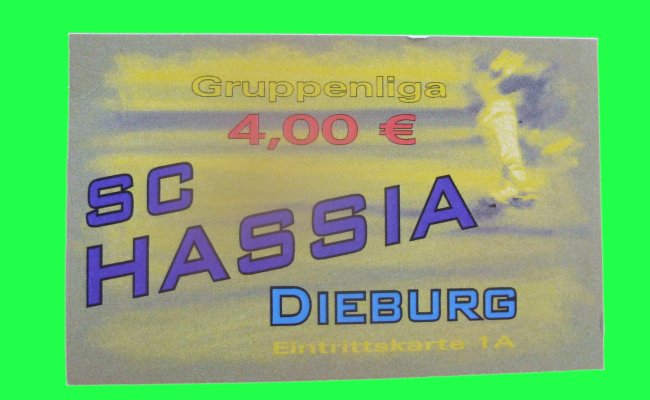 Gruppenliga
4,00 €
SC
HASSIA
DIEBURG
Eintrittskarte 1A